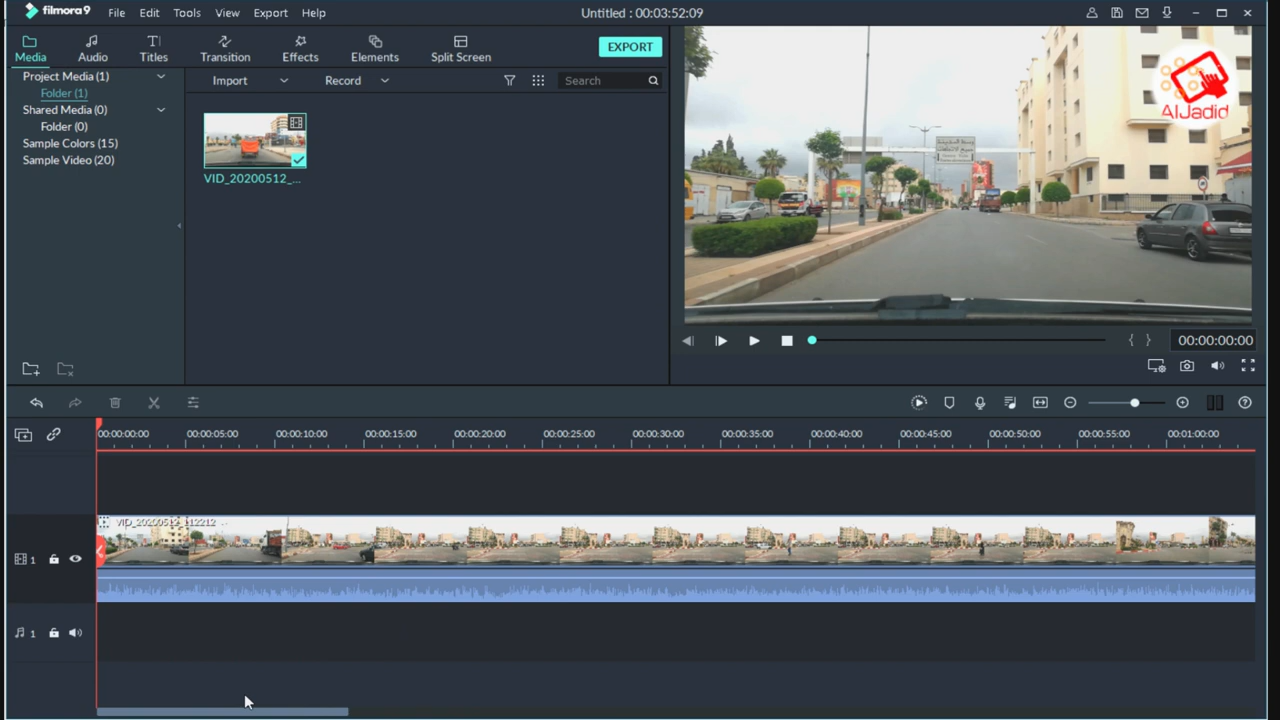 filmora9 File Edit Tools View Export Help Untitled : 00:03:52:09
Media Audio Titles Transition Effects Elements Split Screen EXPORT
Project Media (1)
Folder (1)
Shared Media (0)
Folder (0)
Sample Colors (15)
Sample Video (20)
Import Record Search
VID_20200512_...
AlJadid
00:00:00:00
00:00:00:00 00:00:05:00 00:00:10:00 00:00:15:00 00:00:20:00 00:00:25:00 00:00:30:00 00:00:35:00 00:00:40:00 00:00:45:00 00:00:50:00 00:00:55:00 00:01:00:00
VID_20200512_112212
1
1